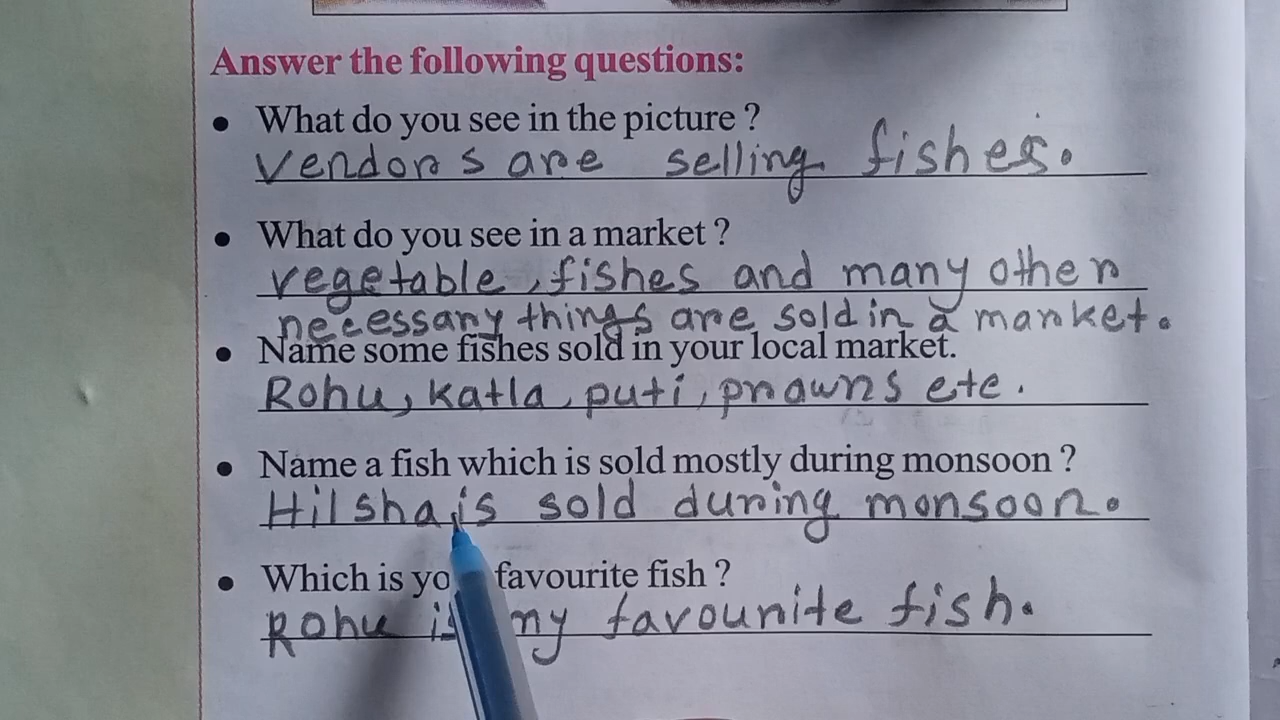 Answer the following questions:
• What do you see in the picture ?
Vendors are selling fishes.
• What do you see in a market ?
vegetable, fishes and many other
necessary things are sold in a market.
• Name some fishes sold in your local market.
Rohu, katla, puti, prawns etc.
• Name a fish which is sold mostly during monsoon ?
Hilsha is sold during monsoon.
• Which is favourite fish ?
Rohu my favourite fish.